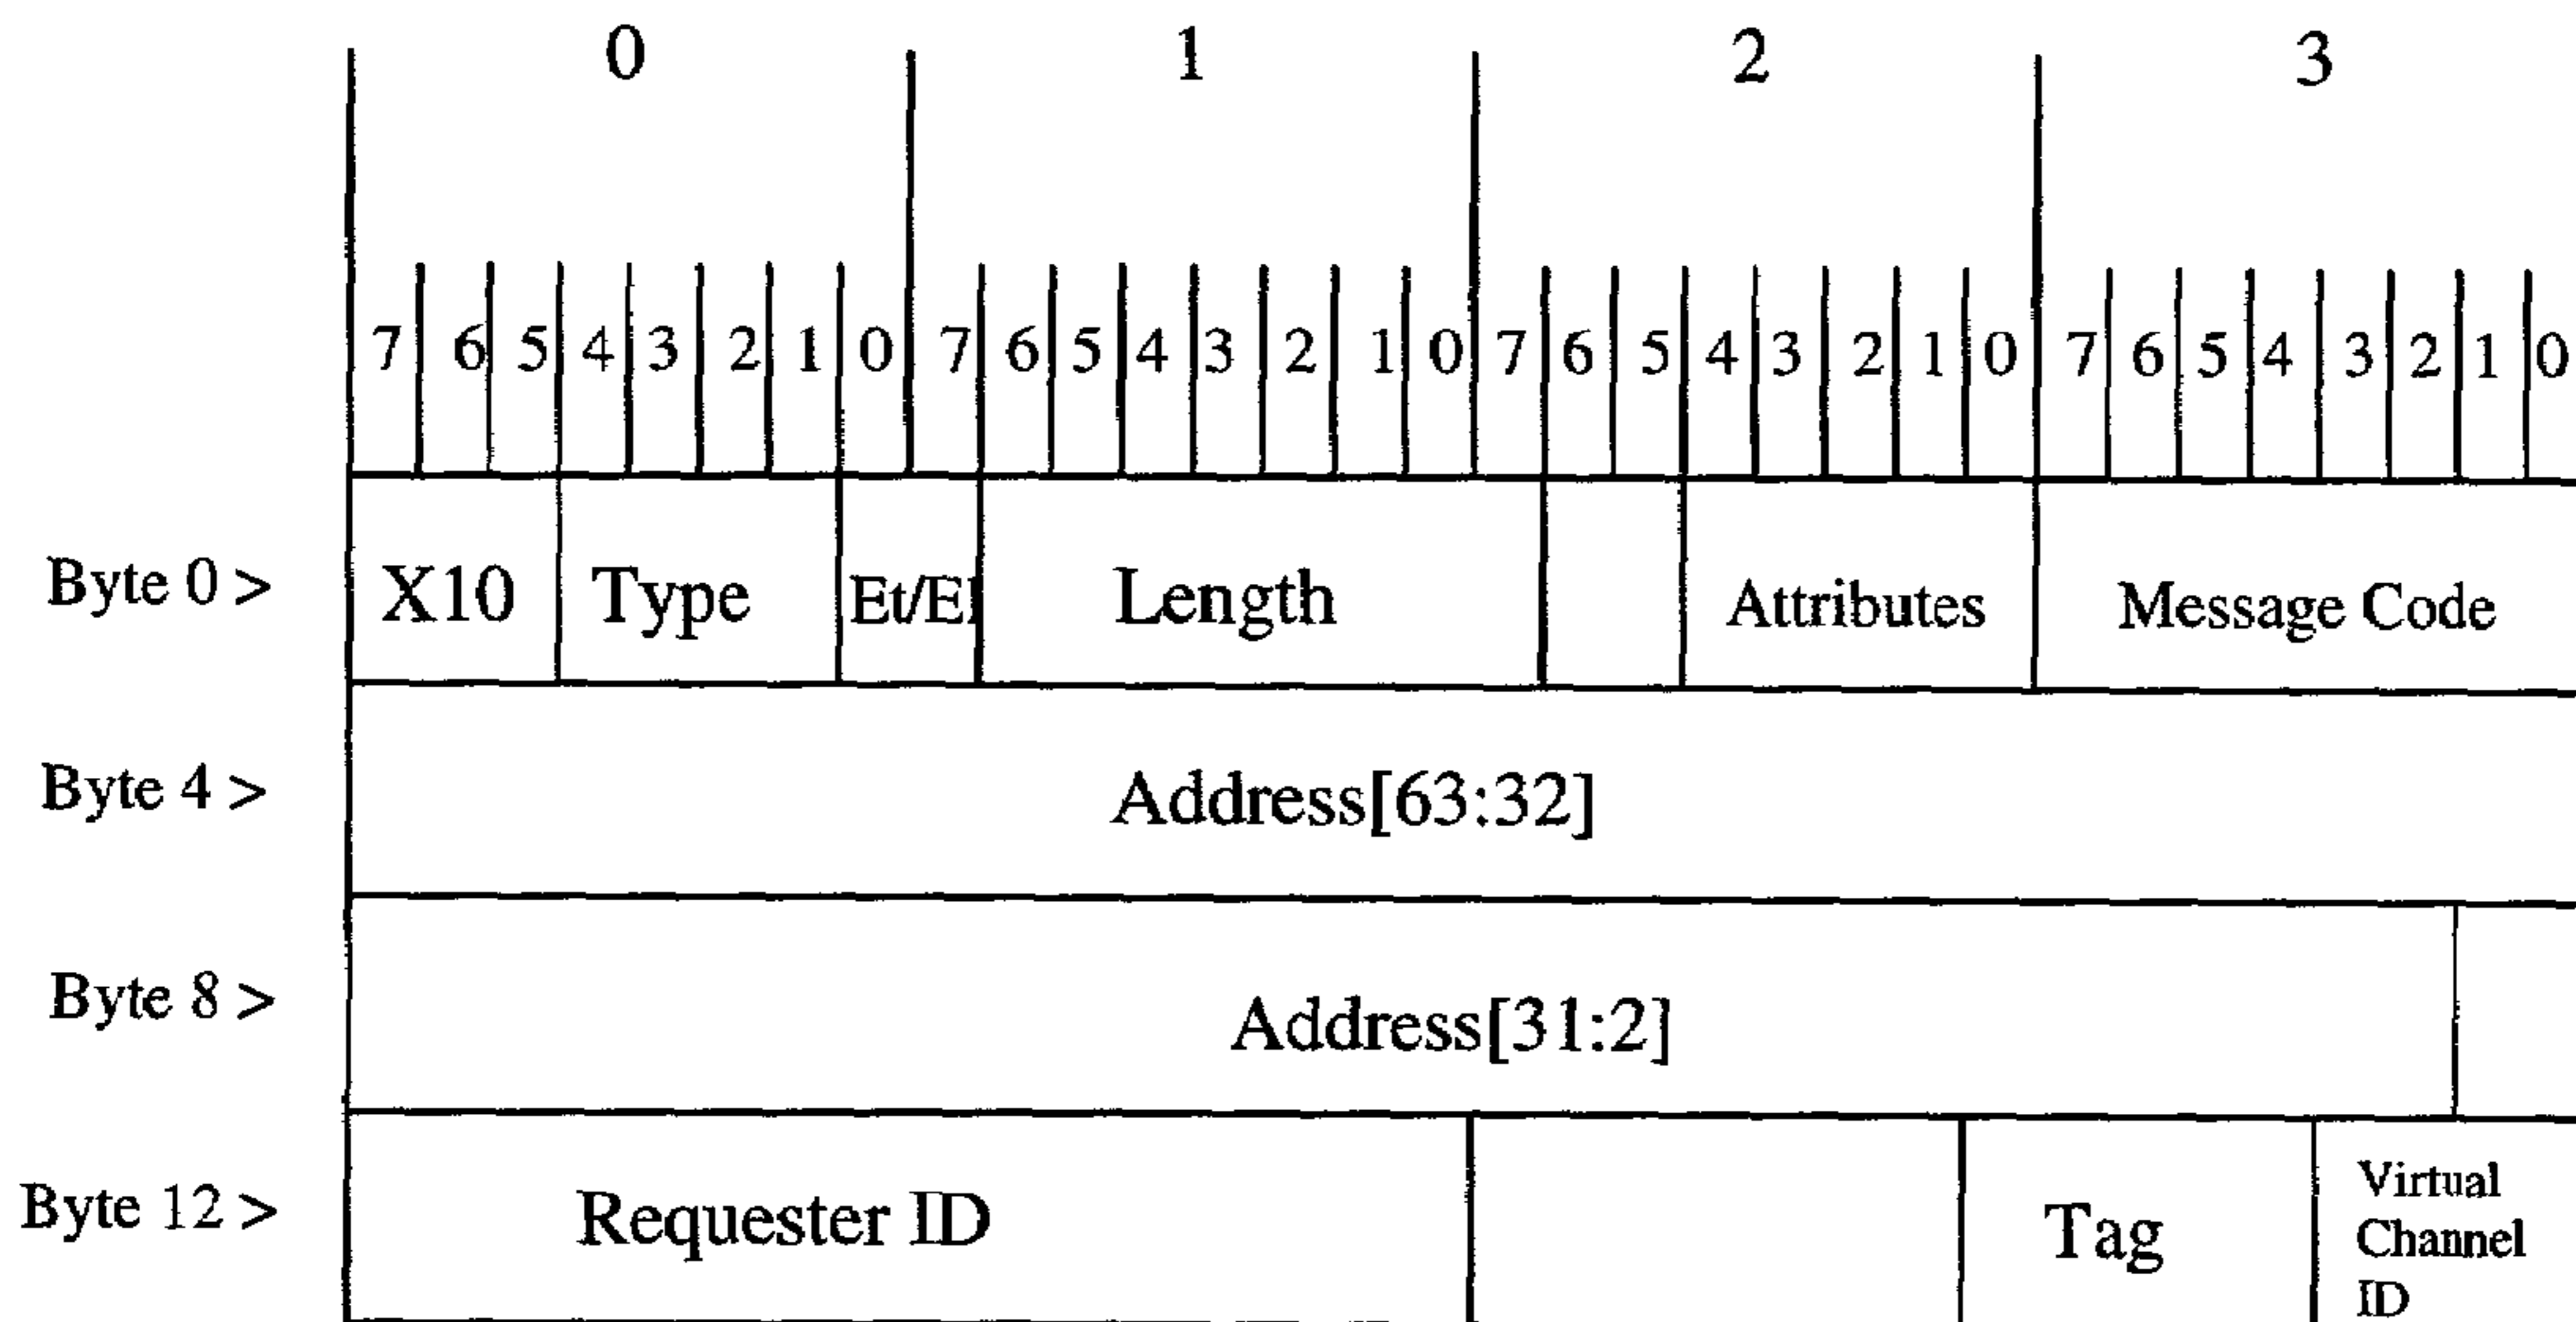 0 1 2 3
7 6 5 4 3 2 1 0 7 6 5 4 3 2 1 0 7 6 5 4 3 2 1 0 7 6 5 4 3 2 1 0
Byte 0 > X10 Type Et/El Length Attributes Message Code
Byte 4 > Address[63:32]
Byte 8 > Address[31:2]
Byte 12 > Requester ID Tag Virtual
Channel
ID